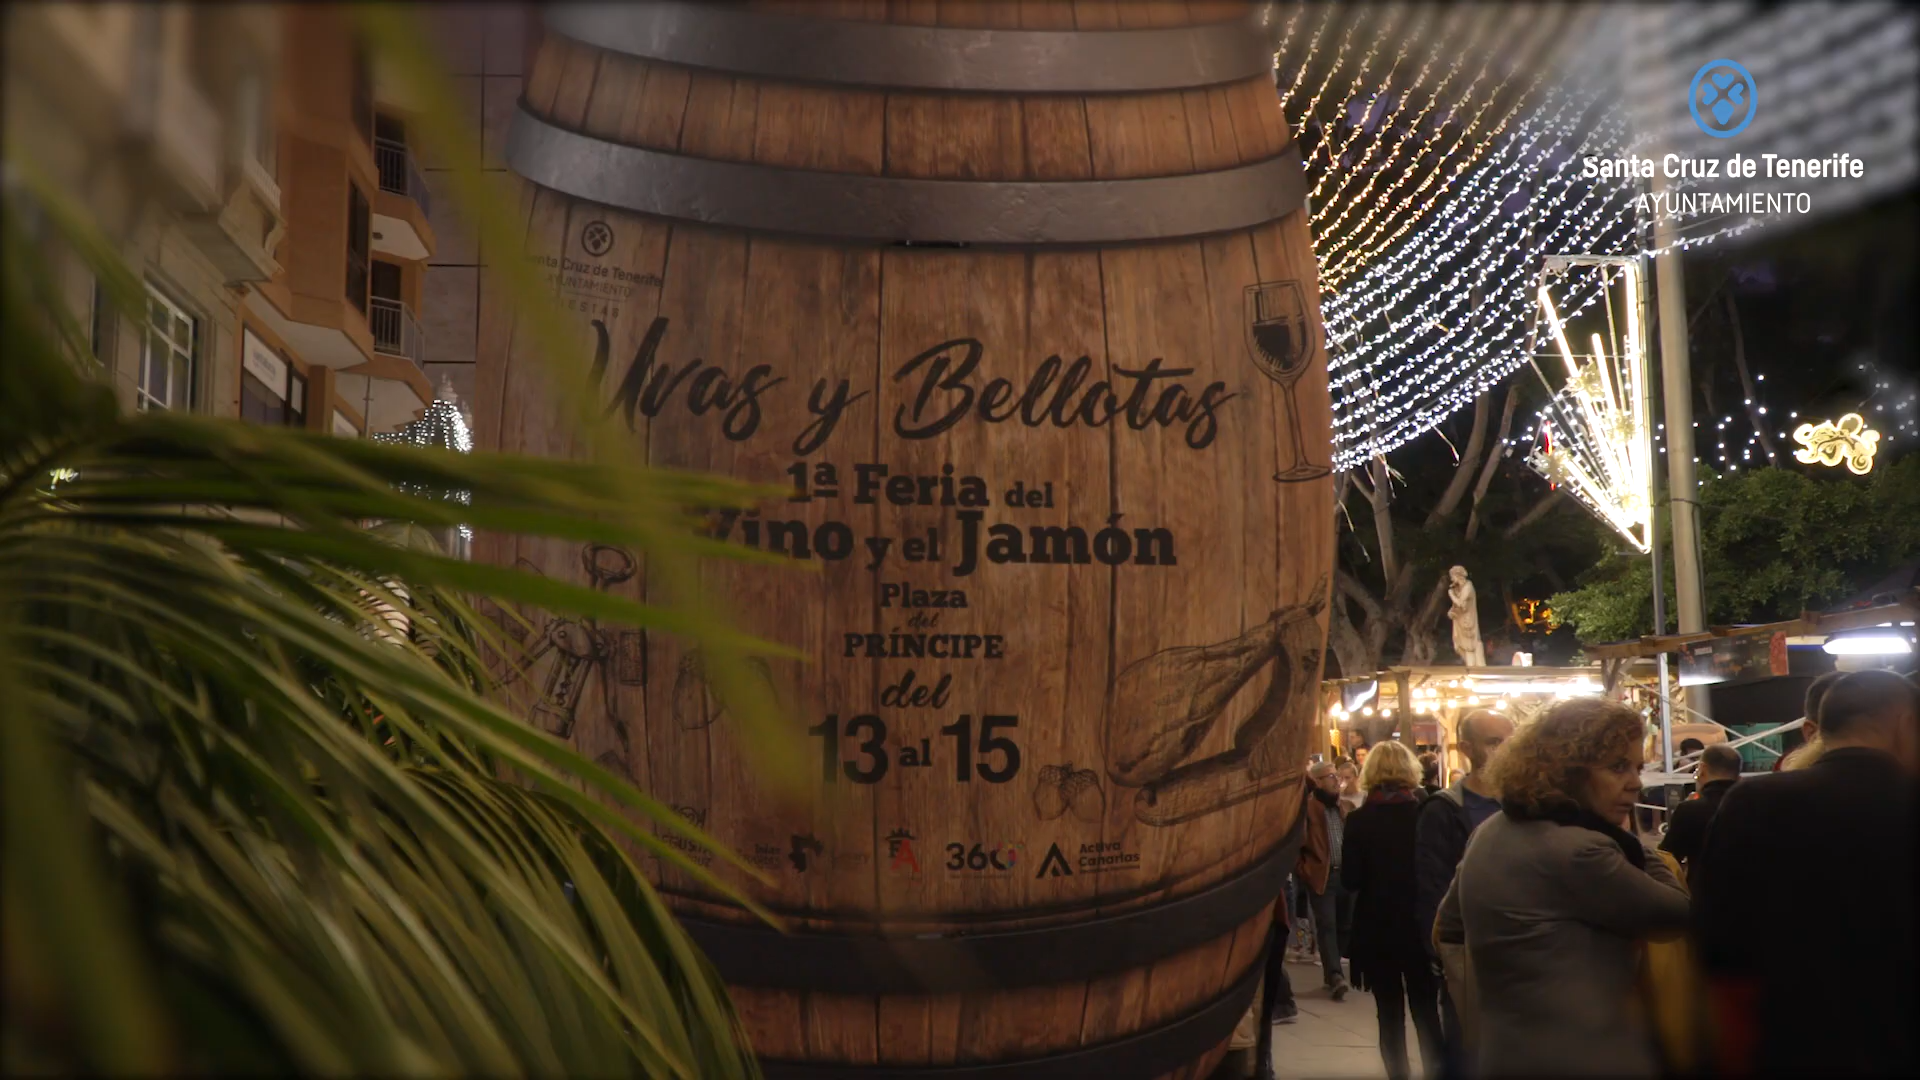 Santa Cruz de Tenerife
AYUNTAMIENTO
Santa Cruz de Tenerife
AYUNTAMIENTO
FIESTAS
Uvas y Bellotas
1ª Feria del
Vino y el Jamón
Plaza
del
PRÍNCIPE
del
13 al 15
360
Activa
Canarias